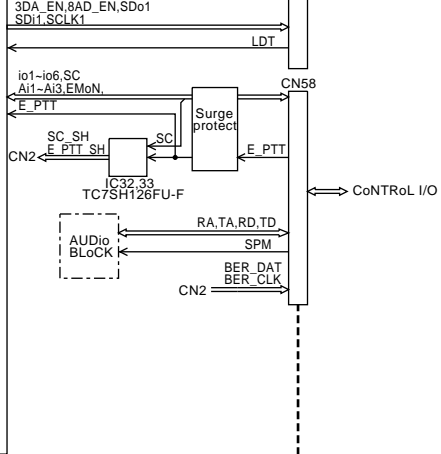 3DA_EN,8AD_EN,SDo1
SDi1,SCLK1
LDT
io1~io6,SC
Ai1~Ai3,EMoN,
E_PTT
CN58
Surge
protect
SC_SH
E_PTT_SH
CN2
SC
E_PTT
IC32,33
TC7SH126FU-F
CoNTRoL I/O
RA,TA,RD,TD
AUDio
BLoCK
SPM
BER_DAT
BER_CLK
CN2